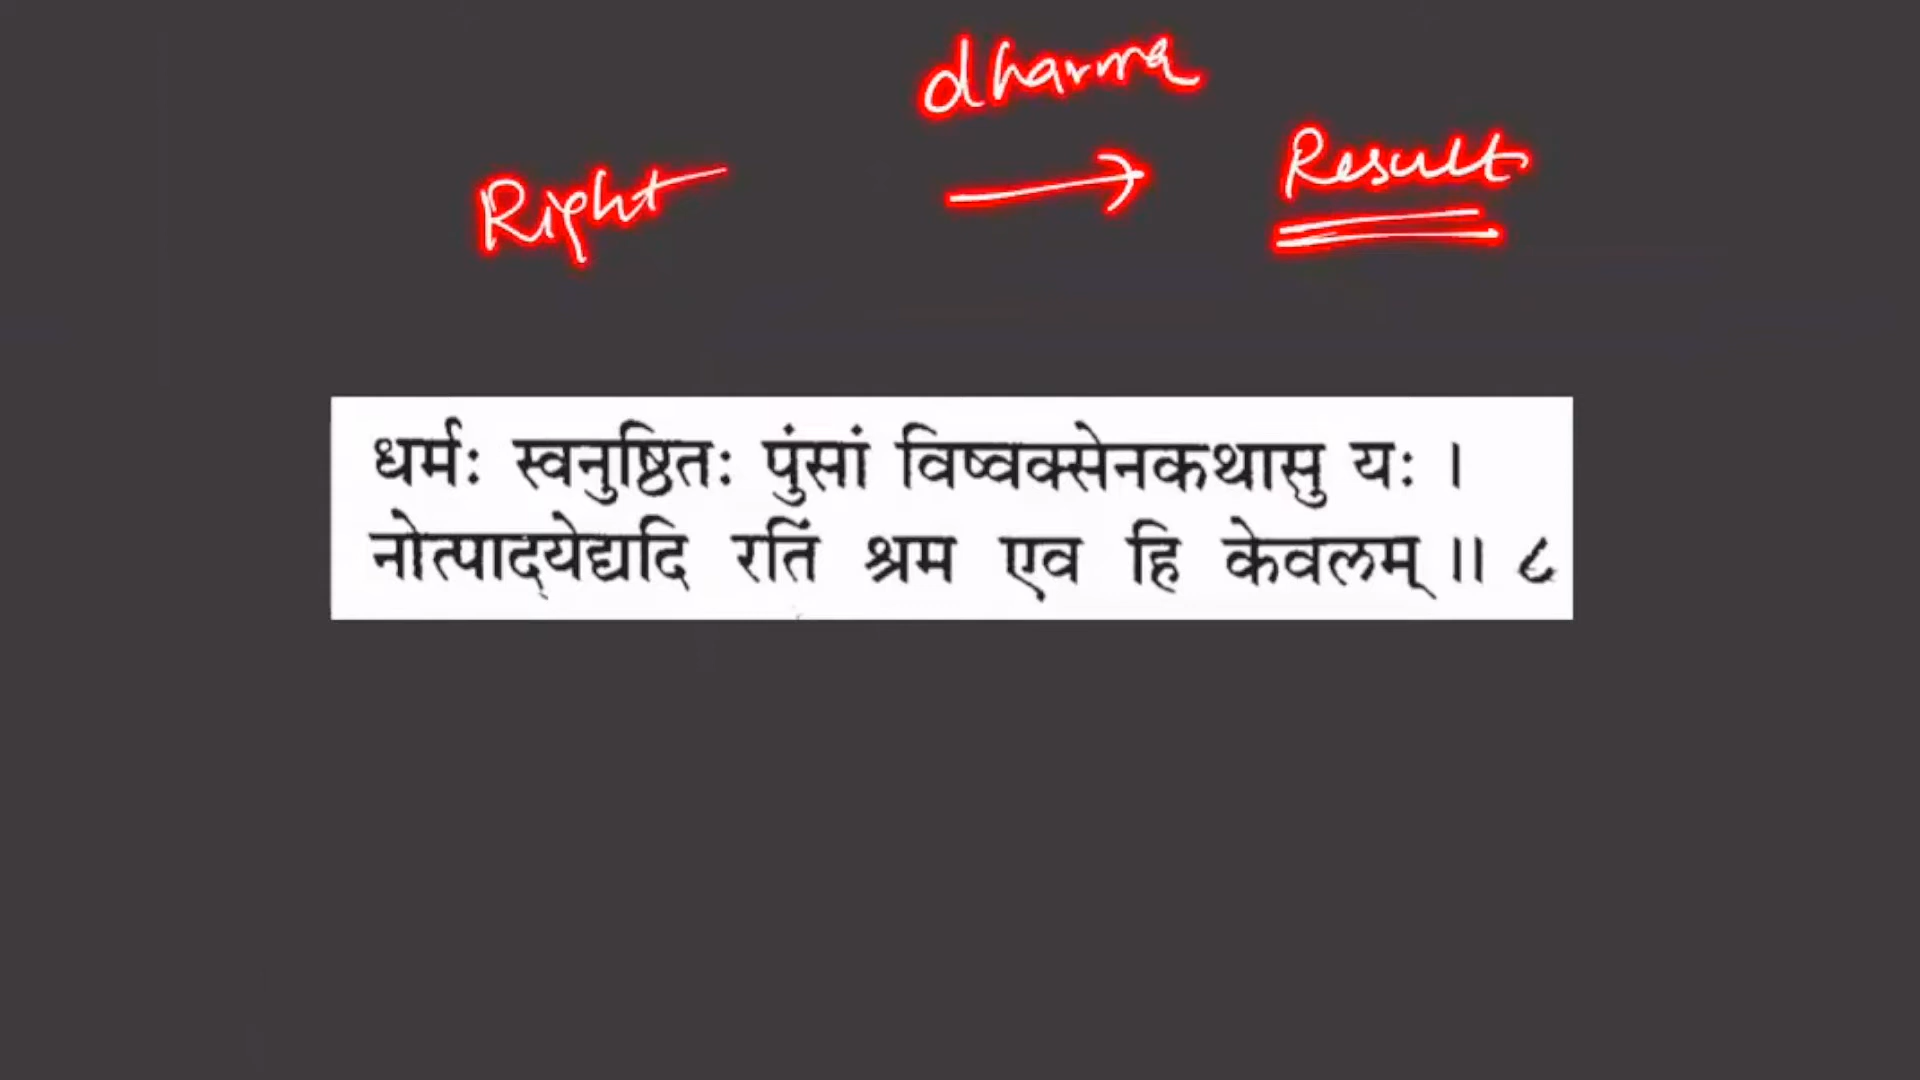 dharma
Right → Result
धर्मः स्वनुष्ठितः पुंसां विष्वक्सेनकथासु यः ।
नोत्पादयेद्यदि रतिं श्रम एव हि केवलम् ॥ ८